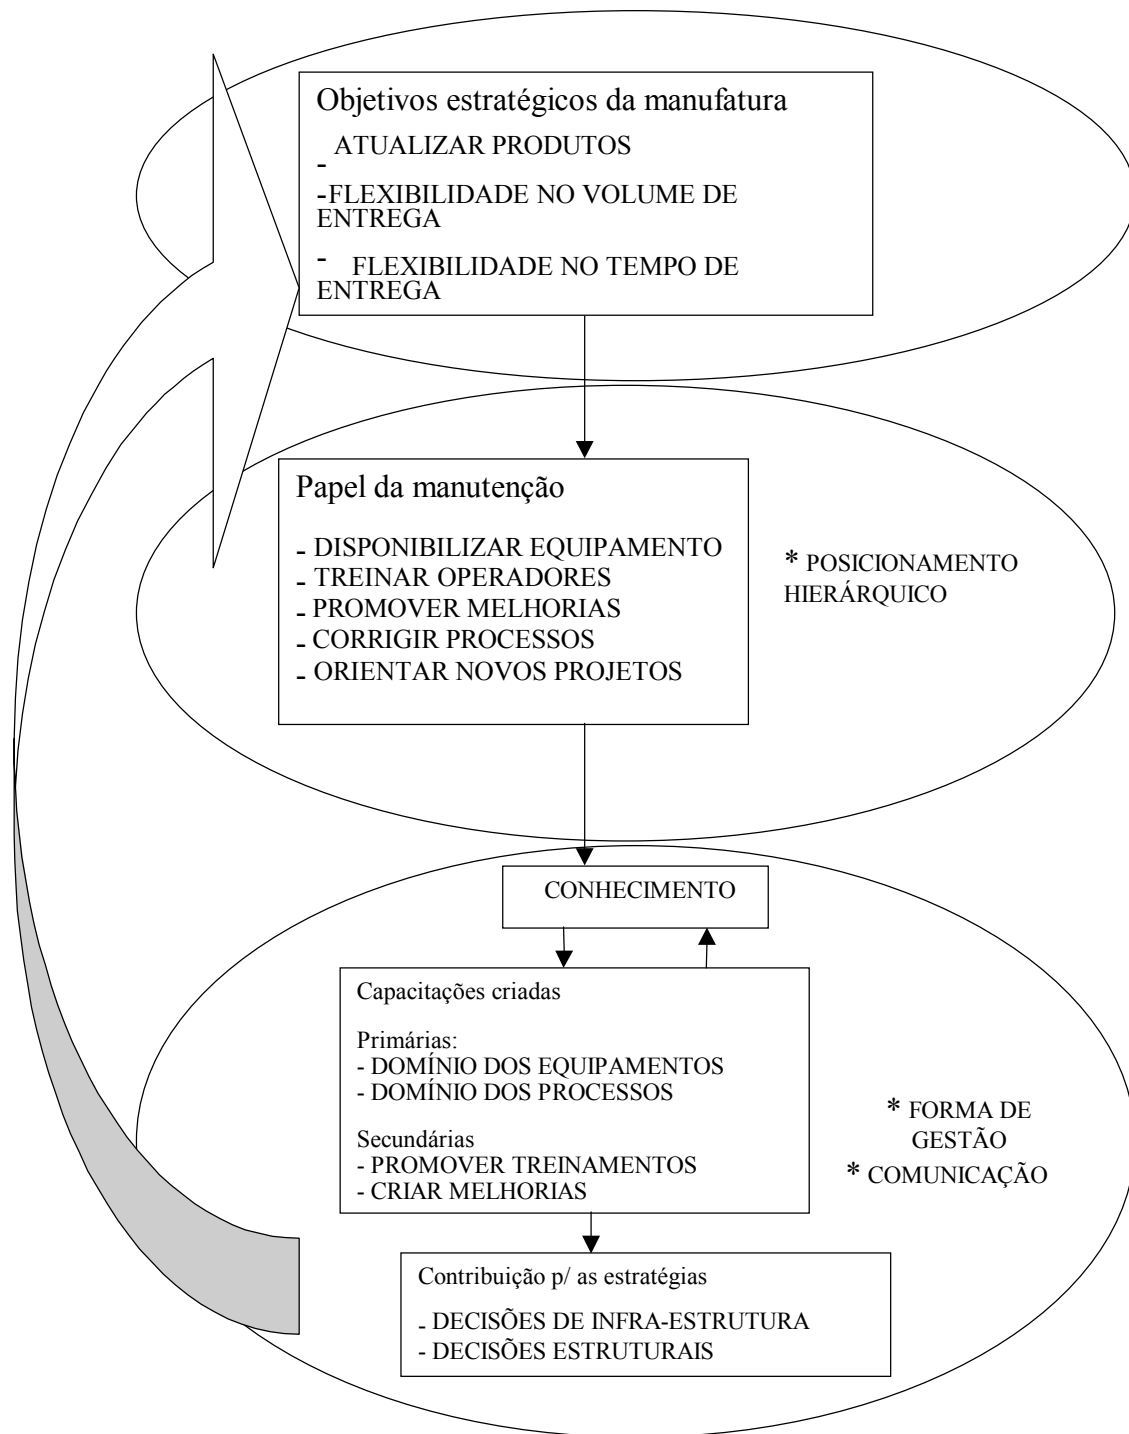 Objetivos estratégicos da manufatura
- ATUALIZAR PRODUTOS
-FLEXIBILIDADE NO VOLUME DE
ENTREGA
- FLEXIBILIDADE NO TEMPO DE
ENTREGA
Papel da manutenção
- DISPONIBILIZAR EQUIPAMENTO
- TREINAR OPERADORES
- PROMOVER MELHORIAS
- CORRIGIR PROCESSOS
- ORIENTAR NOVOS PROJETOS
* POSICIONAMENTO
HIERÁRQUICO
CONHECIMENTO
Capacitações criadas
Primárias:
- DOMÍNIO DOS EQUIPAMENTOS
- DOMÍNIO DOS PROCESSOS
Secundárias
- PROMOVER TREINAMENTOS
- CRIAR MELHORIAS
* FORMA DE
GESTÃO
* COMUNICAÇÃO
Contribuição p/ as estratégias
- DECISÕES DE INFRA-ESTRUTURA
- DECISÕES ESTRUTURAIS